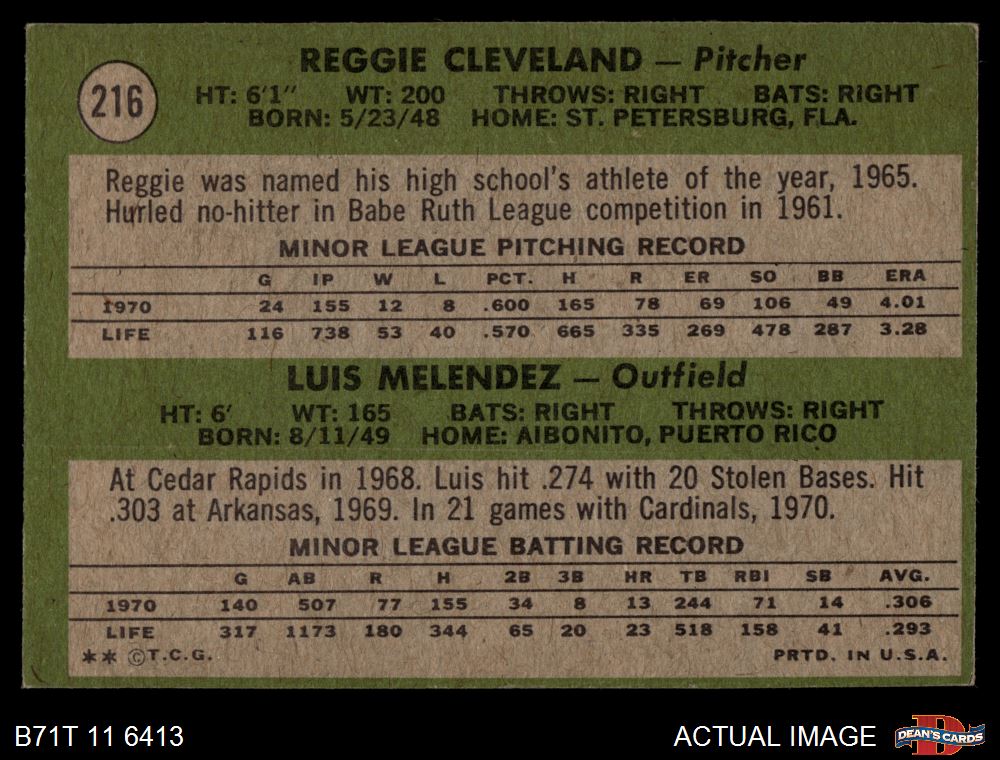 216
REGGIE CLEVELAND — Pitcher
HT: 6'1" WT: 200 THROWS: RIGHT BATS: RIGHT
BORN: 5/23/48 HOME: ST. PETERSBURG, FLA.
Reggie was named his high school's athlete of the year, 1965.
Hurled no-hitter in Babe Ruth League competition in 1961.
MINOR LEAGUE PITCHING RECORD
G IP W L PCT. H R ER SO BB ERA
1970 24 155 12 8 .600 165 78 69 106 49 4.01
LIFE 116 738 53 40 .570 665 335 269 478 287 3.28
LUIS MELENDEZ — Outfield
HT: 6' WT: 165 BATS: RIGHT THROWS: RIGHT
BORN: 8/11/49 HOME: AIBONITO, PUERTO RICO
At Cedar Rapids in 1968. Luis hit .274 with 20 Stolen Bases. Hit
.303 at Arkansas, 1969. In 21 games with Cardinals, 1970.
MINOR LEAGUE BATTING RECORD
G AB R H 2B 3B HR TB RBI SB AVG.
1970 140 507 77 155 34 8 13 244 71 14 .306
LIFE 317 1173 180 344 65 20 23 518 158 41 .293
** ©T.C.G. PRTD. IN U.S.A.
B71T 11 6413 ACTUAL IMAGE D DEAN'S CARDS